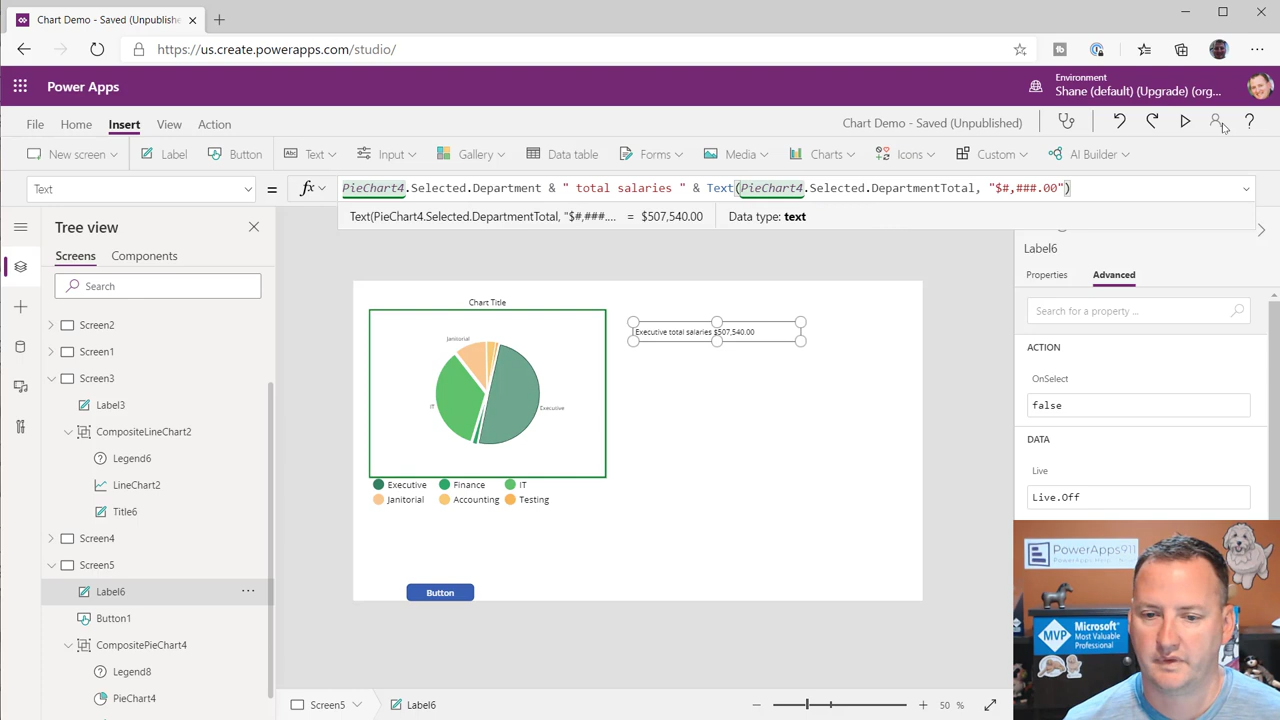 Chart Demo - Saved (Unpublishe
https://us.create.powerapps.com/studio/
Power Apps
Environment
Shane (default) (Upgrade) (org...
File Home Insert View Action
Chart Demo - Saved (Unpublished)
New screen Label Button Text Input Gallery Data table Forms Media Charts Icons Custom AI Builder
Text = fx PieChart4.Selected.Department & " total salaries " & Text(PieChart4.Selected.DepartmentTotal, "$#,###.00")
Text(PieChart4.Selected.DepartmentTotal, "$#,###.... = $507,540.00 Data type: text
Tree view
Screens Components
Search
Screen2
Screen1
Screen3
Label3
CompositeLineChart2
Legend6
LineChart2
Title6
Screen4
Screen5
Label6
Button1
CompositePieChart4
Legend8
PieChart4
Chart Title
Janitorial
IT
Executive
Executive Finance IT
Janitorial Accounting Testing
Executive total salaries $507,540.00
Button
Label6
Properties Advanced
Search for a property ...
ACTION
OnSelect
false
DATA
Live
Live.Off
PowerApps911
Microsoft
MVP
Most Valuable
Professional
Screen5 Label6 50 %